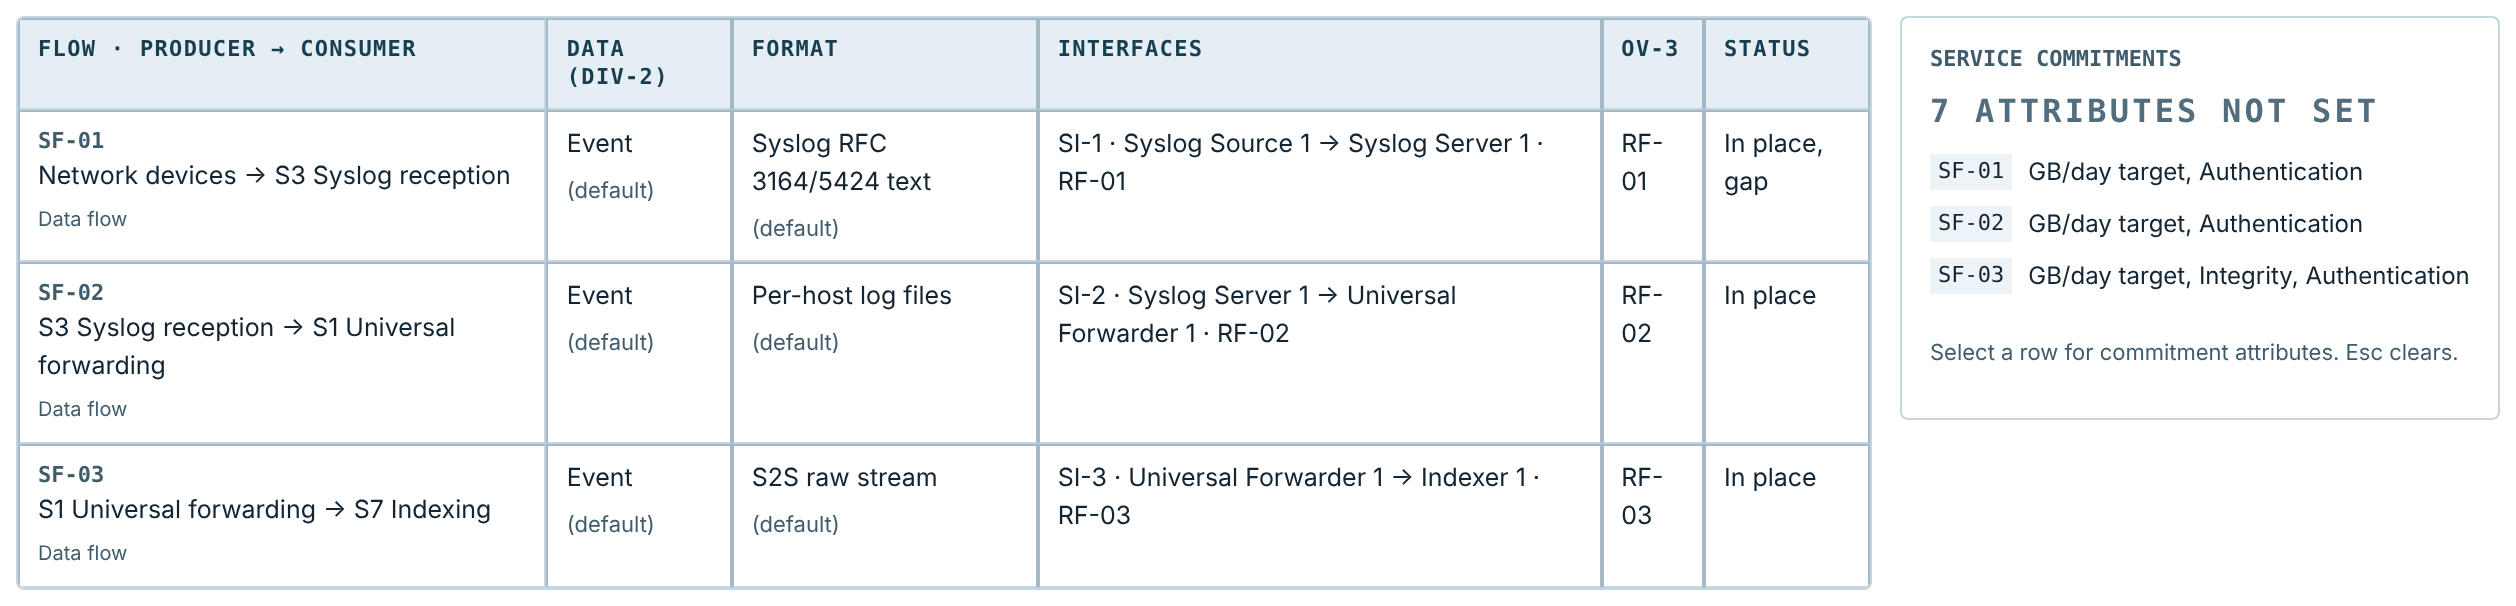 FLOW · PRODUCER → CONSUMER
DATA
(DIV-2)
FORMAT
INTERFACES
OV-3
STATUS
SF-01
Network devices → S3 Syslog reception
Data flow
Event
(default)
Syslog RFC
3164/5424 text
(default)
SI-1 · Syslog Source 1 → Syslog Server 1 ·
RF-01
RF-
01
In place,
gap
SF-02
S3 Syslog reception → S1 Universal
forwarding
Data flow
Event
(default)
Per-host log files
(default)
SI-2 · Syslog Server 1 → Universal
Forwarder 1 · RF-02
RF-
02
In place
SF-03
S1 Universal forwarding → S7 Indexing
Data flow
Event
(default)
S2S raw stream
(default)
SI-3 · Universal Forwarder 1 → Indexer 1 ·
RF-03
RF-
03
In place
SERVICE COMMITMENTS
7 ATTRIBUTES NOT SET
SF-01 GB/day target, Authentication
SF-02 GB/day target, Authentication
SF-03 GB/day target, Integrity, Authentication
Select a row for commitment attributes. Esc clears.